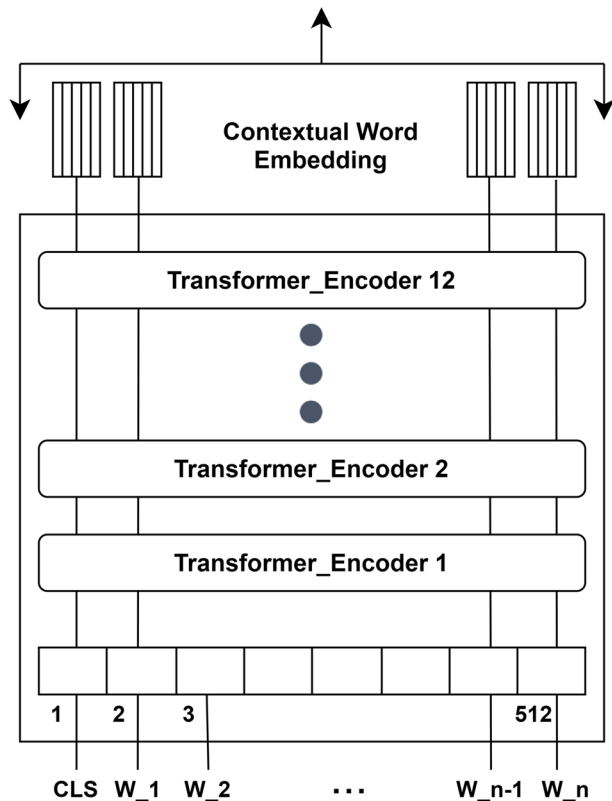 Contextual Word
Embedding
Transformer_Encoder 12
Transformer_Encoder 2
Transformer_Encoder 1
1 2 3 512
CLS W_1 W_2 ... W_n-1 W_n